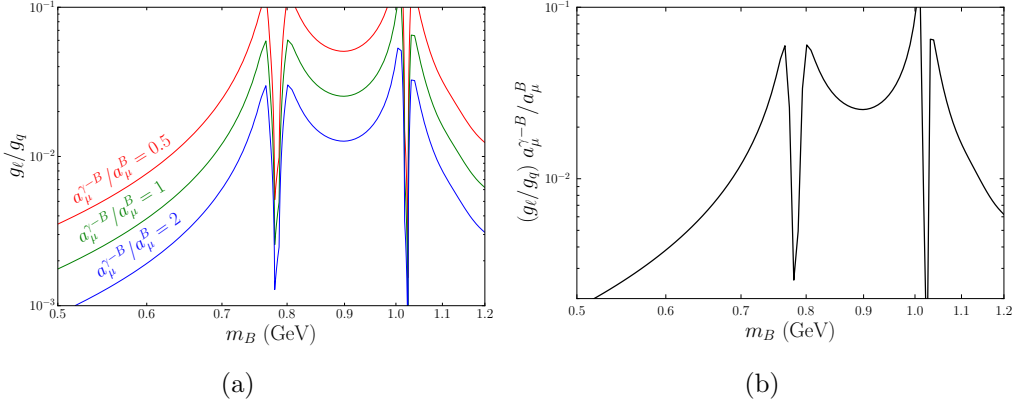 10⁻¹
10⁻²
10⁻³
g_ℓ/g_q
a_μ^{γ−B}/a_μ^B = 0.5
a_μ^{γ−B}/a_μ^B = 1
a_μ^{γ−B}/a_μ^B = 2
0.5 0.6 0.7 0.8 0.9 1.0 1.1 1.2
m_B (GeV)
(a)
10⁻¹
10⁻²
(g_ℓ/g_q) a_μ^{γ−B}/a_μ^B
0.5 0.6 0.7 0.8 0.9 1.0 1.1 1.2
m_B (GeV)
(b)